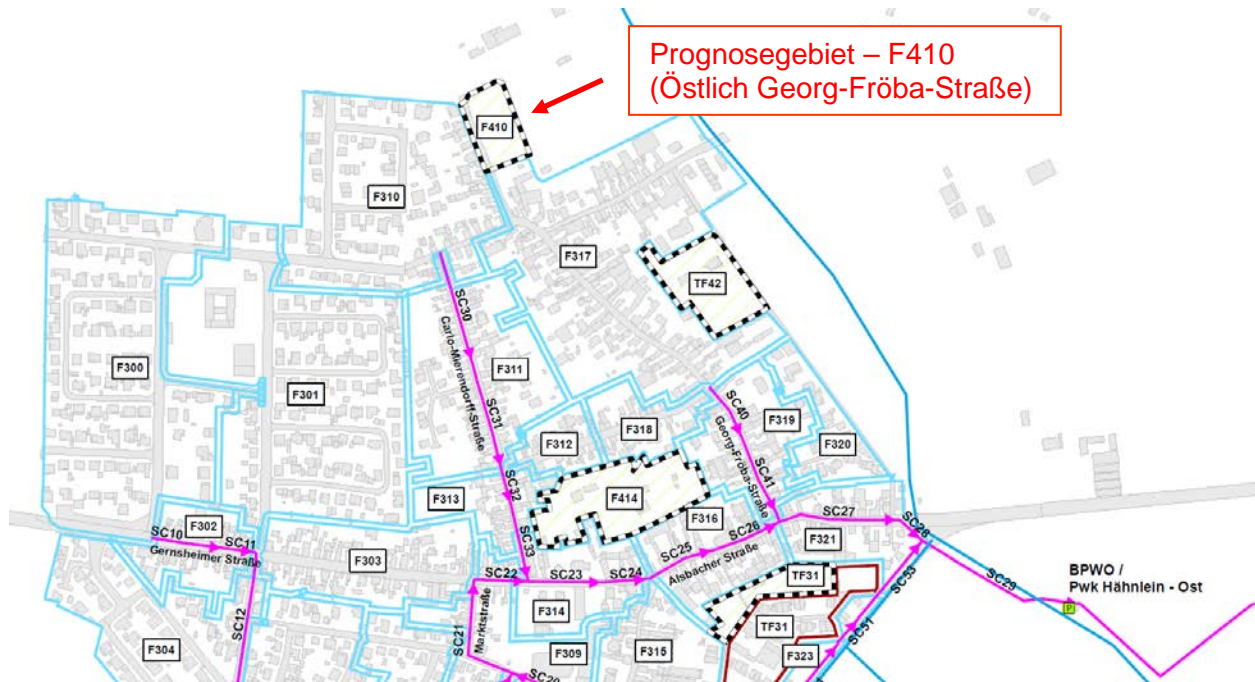 Prognosegebiet – F410
(Östlich Georg-Fröba-Straße)
F410
F310
F317
TF42
SC30
Carlo-Mierendorff-Straße
F311
F300
F301
SC31
SC40
F319
F312
F318
F320
Georg-Fröba-Straße
SC41
F313
SC32
F414
F302
SC10
SC11
Gernsheimer Straße
F303
SC33
F316
SC27
SC26
SC25
Alsbacher Straße
F321
SC28
SC22
SC23
SC24
SC29
BPWO /
Pwk Hähnlein - Ost
P
TF31
SC53
SC12
SC21
Marktstraße
F314
TF31
SC51
F304
F309
F315
F323
SC20